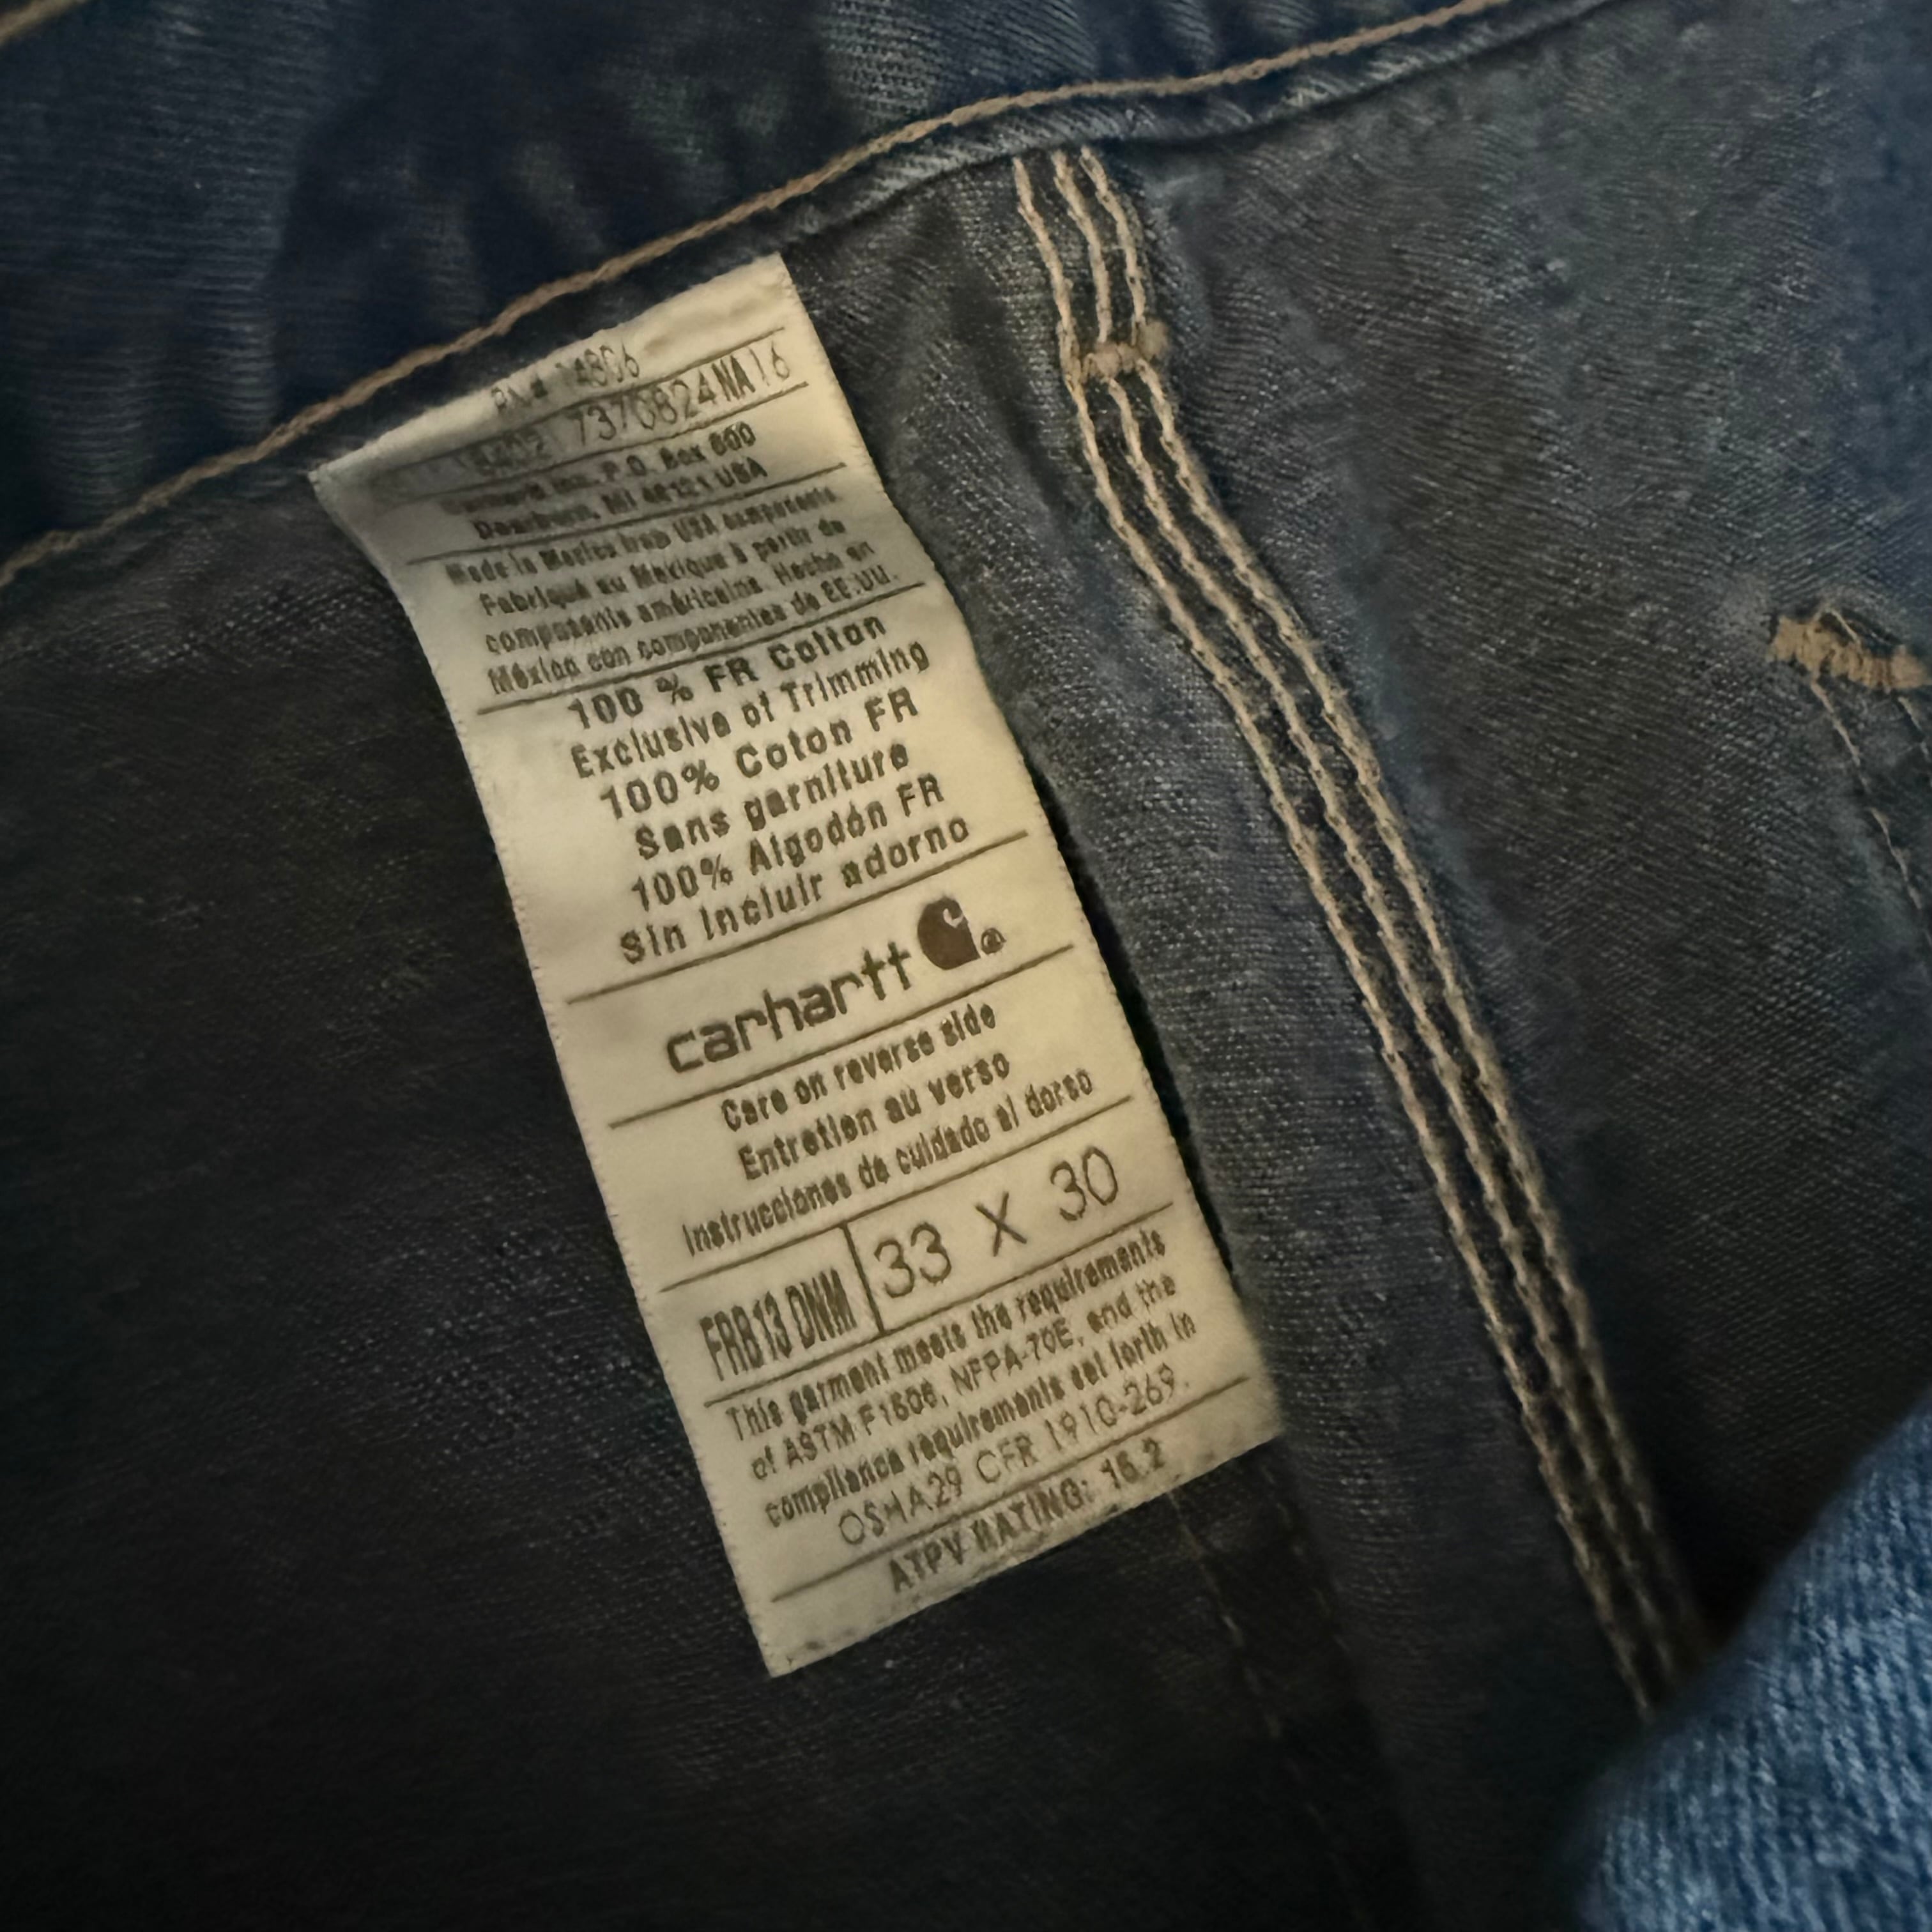 RN # 14806
7370824NA16
Carhartt Inc. P.O. Box 600
Dearborn, MI 48121 USA
Made in Mexico from USA components
Fabriqué au Mexique à partir de
composants américains Hecho en
México con componentes de EE.UU.
100 % FR Cotton
Exclusive of Trimming
100% Coton FR
Sans garniture
100% Algodón FR
Sin Incluir adorno
carhartt ®
Care on reverse side
Entretien au verso
Instrucciones de cuidado al dorso
FRB13 DNM 33 X 30
This garment meets the requirements
of ASTM F1506, NFPA-70E, and the
compliance requirements set forth in
OSHA29 CFR 1910-269.
ATPV RATING: 16.2